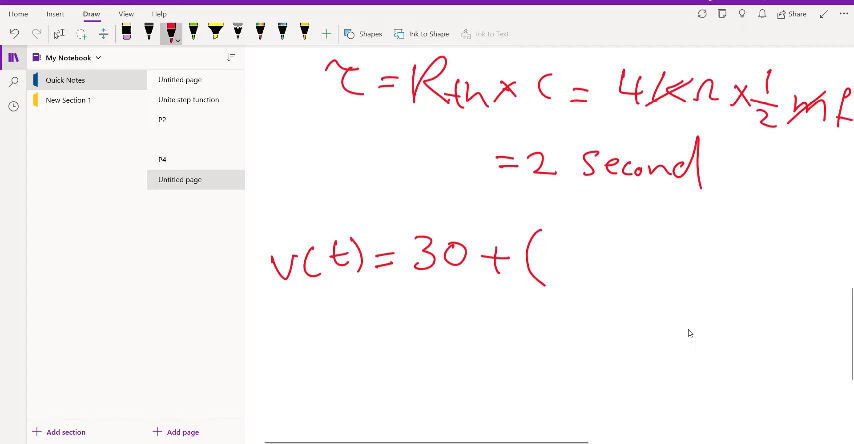 Home Insert Draw View Help
Share
Shapes Ink to Shape Ink to Text
My Notebook
Quick Notes
New Section 1
Untitled page
Unite step function
P2
P4
Untitled page
τ = Rth × C = 4 kΩ × 1/2 mf
= 2 second
v(t) = 30 + (
Add section Add page